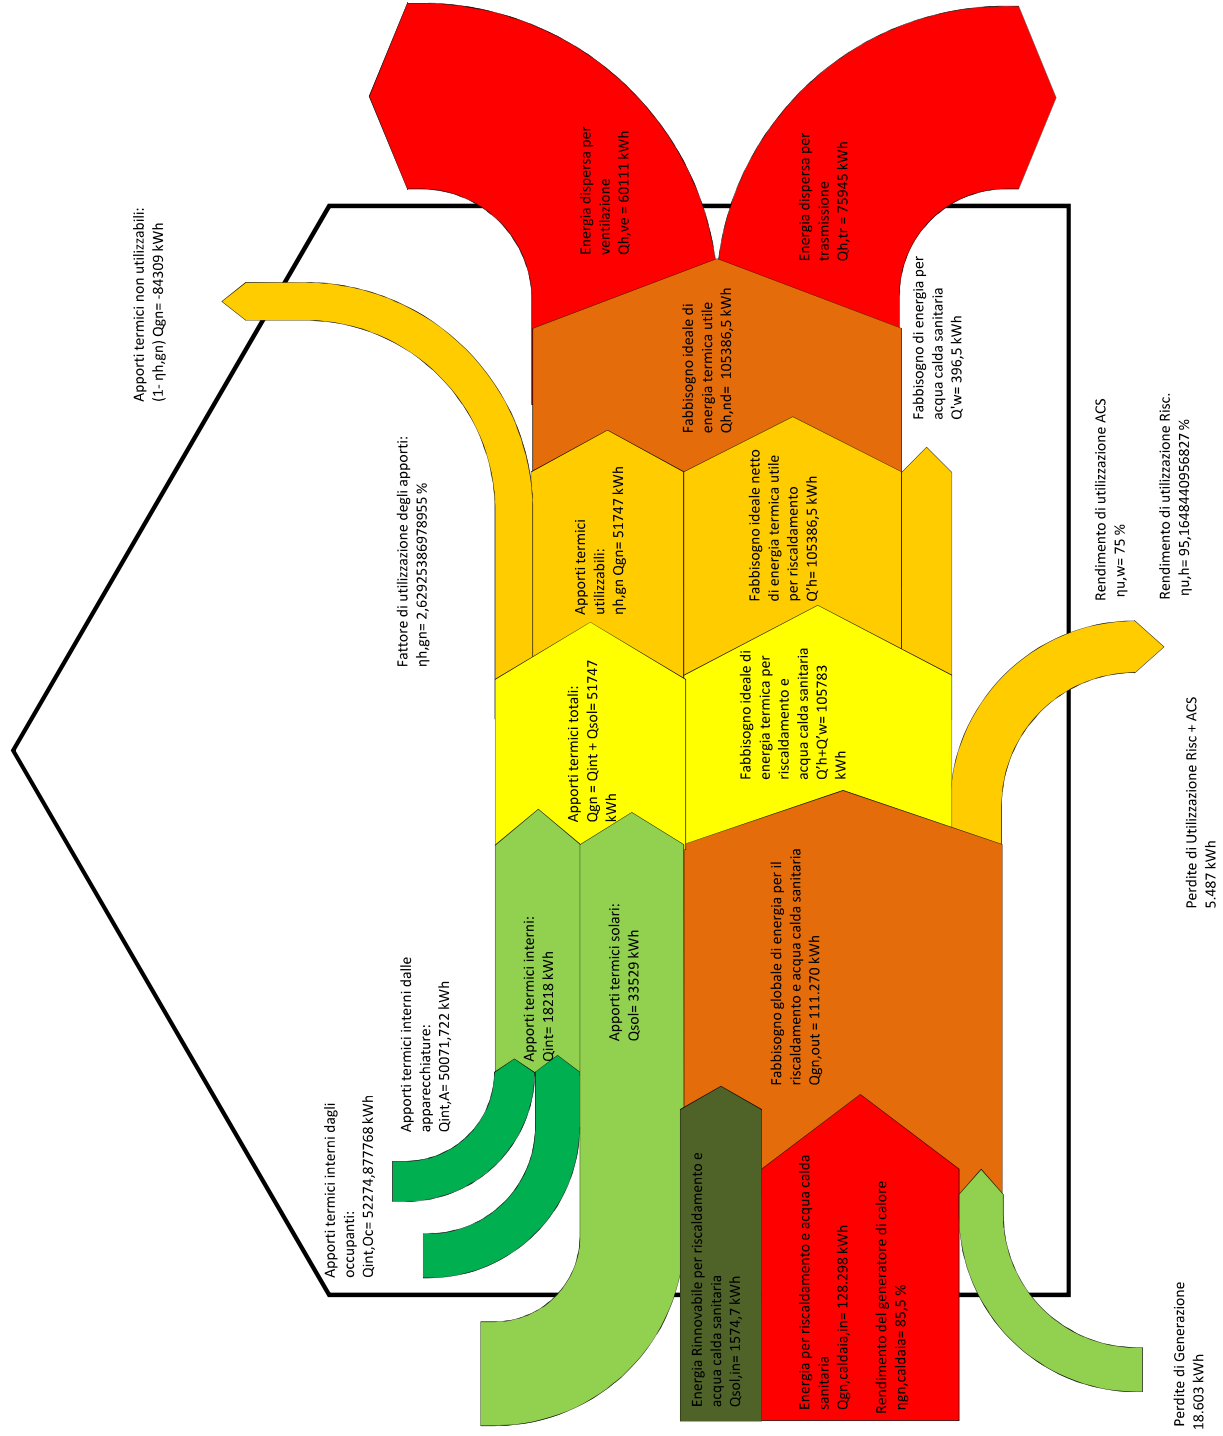 Apporti termici non utilizzabili:
(1- ηh,gn) Qgn= -84309 kWh
Fattore di utilizzazione degli apporti:
ηh,gn= 2,62925386978955 %
Apporti termici interni dagli
occupanti:
Qint,Oc= 52274,877768 kWh
Apporti termici interni dalle
apparecchiature:
Qint,A= 50071,722 kWh
Apporti termici interni:
Qint= 18218 kWh
Apporti termici solari:
Qsol= 33529 kWh
Apporti termici totali:
Qgn = Qint + Qsol= 51747
kWh
Apporti termici
utilizzabili:
ηh,gn Qgn= 51747 kWh
Energia dispersa per
ventilazione
Qh,ve = 60111 kWh
Energia Rinnovabile per riscaldamento e
acqua calda sanitaria
Qsol,in= 1574,7 kWh
Energia per riscaldamento e acqua calda
sanitaria
Qgn,caldaia,in= 128.298 kWh
Rendimento del generatore di calore
ηgn,caldaia= 85,5 %
Fabbisogno globale di energia per il
riscaldamento e acqua calda sanitaria
Qgn,out = 111.270 kWh
Fabbisogno ideale di
energia termica per
riscaldamento e
acqua calda sanitaria
Q’h+Q’w= 105783
kWh
Fabbisogno ideale netto
di energia termica utile
per riscaldamento
Q’h= 105386,5 kWh
Fabbisogno ideale di
energia termica utile
Qh,nd= 105386,5 kWh
Energia dispersa per
trasmissione
Qh,tr = 75945 kWh
Fabbisogno di energia per
acqua calda sanitaria
Q’w= 396,5 kWh
Rendimento di utilizzazione ACS
ηu,w= 75 %
Rendimento di utilizzazione Risc.
ηu,h= 95,1648440956827 %
Perdite di Utilizzazione Risc + ACS
5.487 kWh
Perdite di Generazione
18.603 kWh